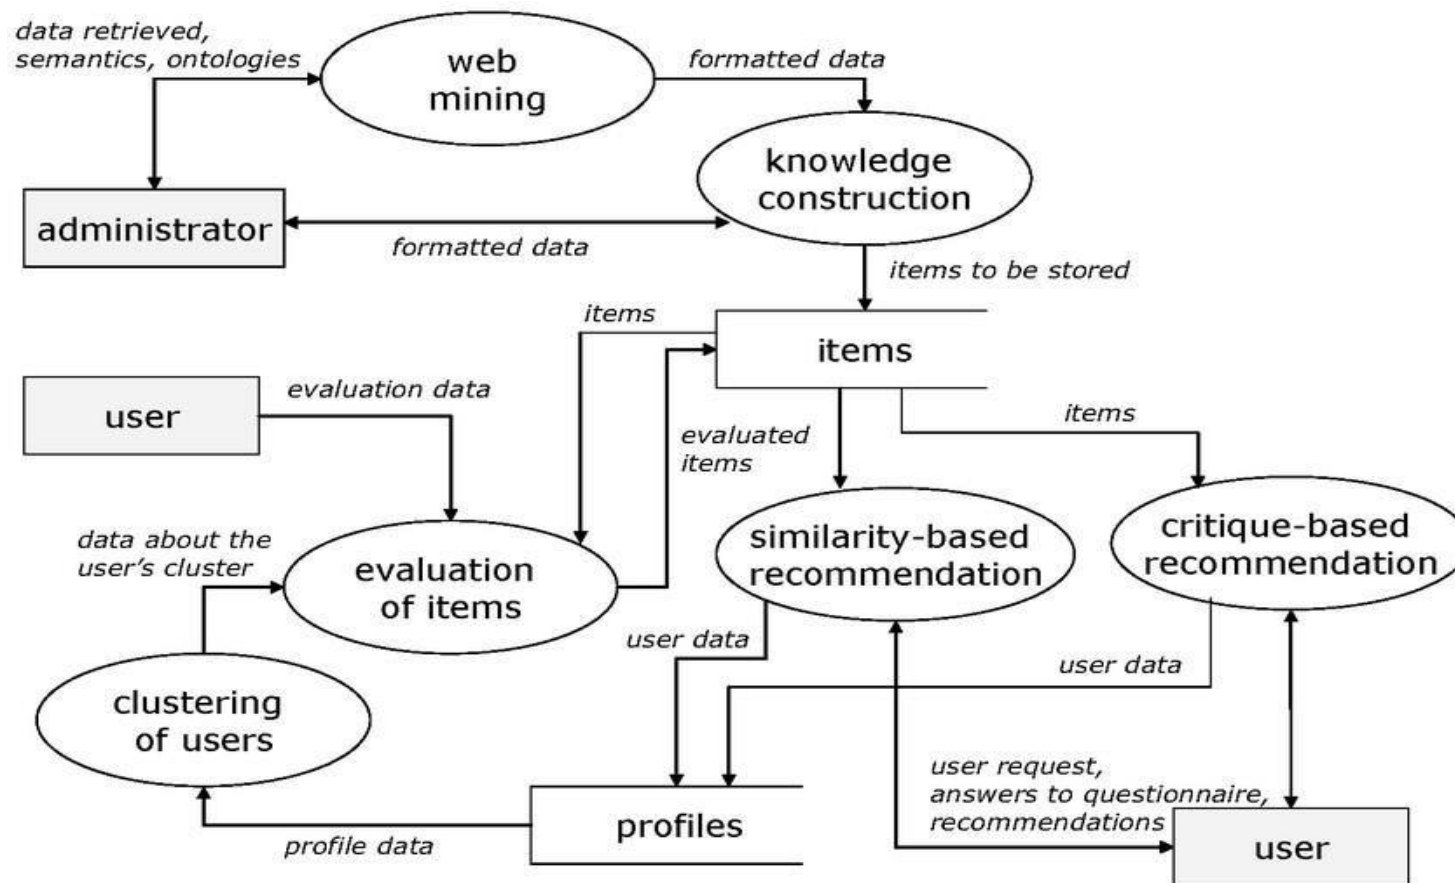 data retrieved,
semantics, ontologies
web
mining
formatted data
knowledge
construction
administrator
formatted data
items to be stored
items
items
user
evaluation data
evaluated
items
items
data about the
user's cluster
evaluation
of items
similarity-based
recommendation
critique-based
recommendation
user data
user data
clustering
of users
user request,
answers to questionnaire,
recommendations
profile data
profiles
user